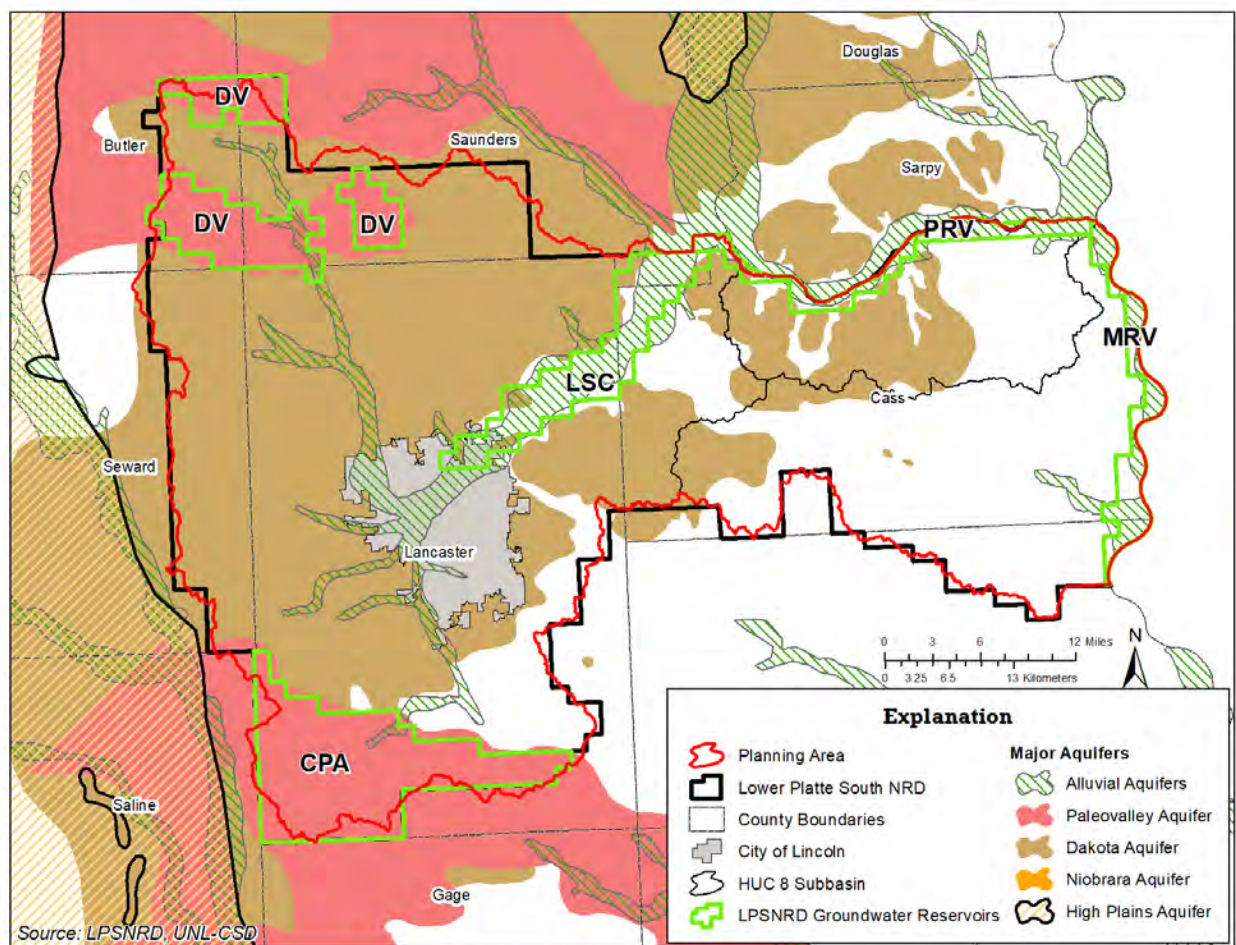 Douglas
DV
Butler
Saunders
Sarpy
DV
DV
PRV
MRV
LSC
Cass
Seward
Lancaster
0 3 6 12 Miles
N
0 3.25 6.5 13 Kilometers
CPA
Saline
Gage
Explanation
Planning Area
Lower Platte South NRD
County Boundaries
City of Lincoln
HUC 8 Subbasin
LPSNRD Groundwater Reservoirs
Major Aquifers
Alluvial Aquifers
Paleovalley Aquifer
Dakota Aquifer
Niobrara Aquifer
High Plains Aquifer
Source: LPSNRD, UNL-CSD